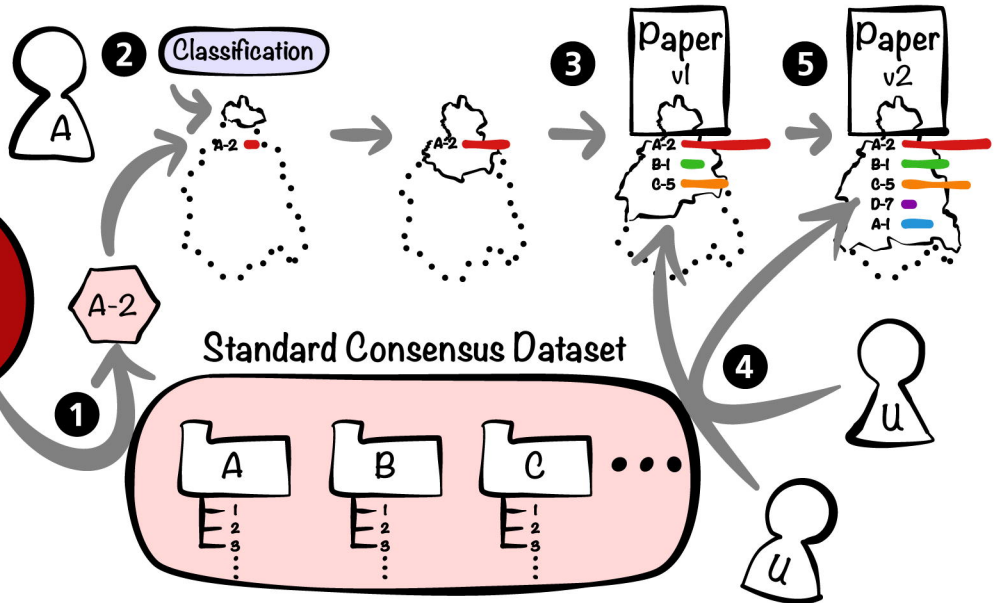 2
Classification
A
A-2
A-2
3
Paper
v1
A-2
B-1
C-5
5
Paper
v2
A-2
B-1
C-5
D-7
A-1
A-2
1
Standard Consensus Dataset
4
A
1
2
3
B
1
2
3
C
1
2
3
U
U